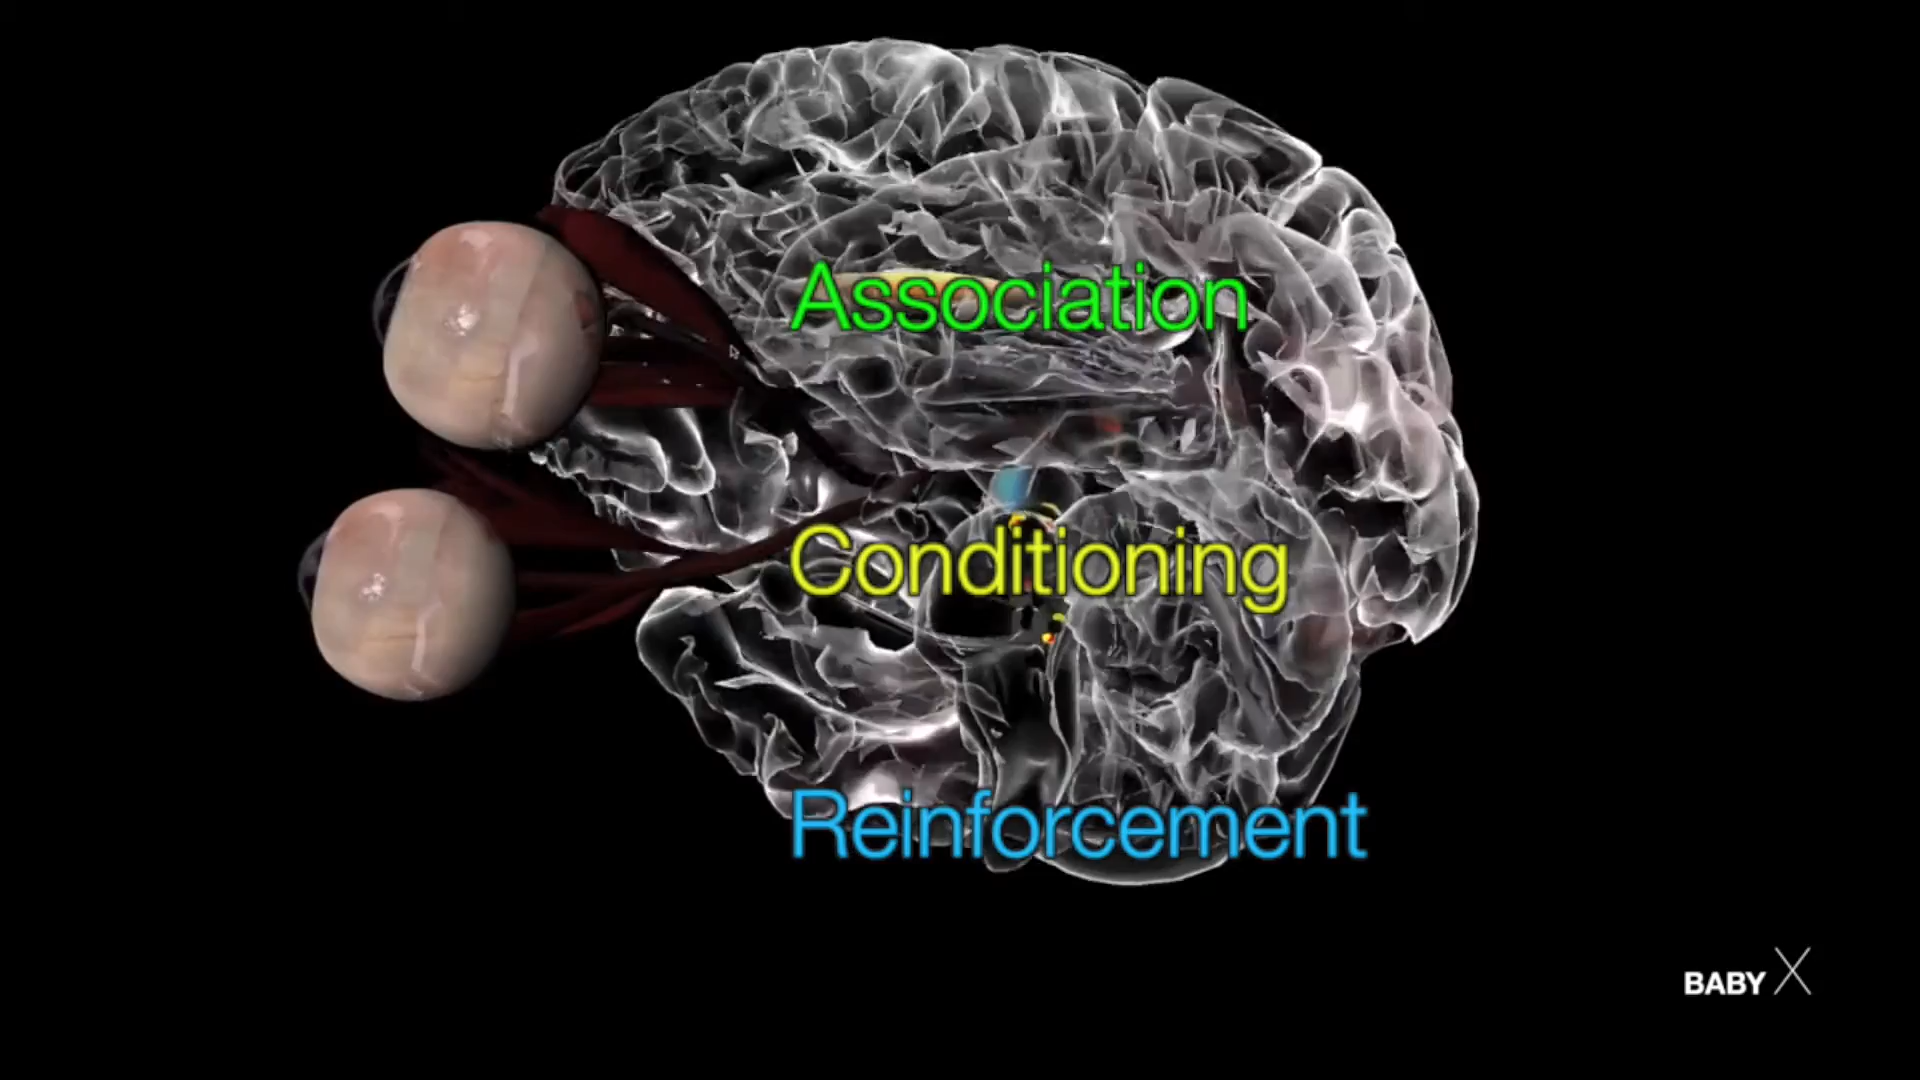 Association
Conditioning
Reinforcement
BABY X